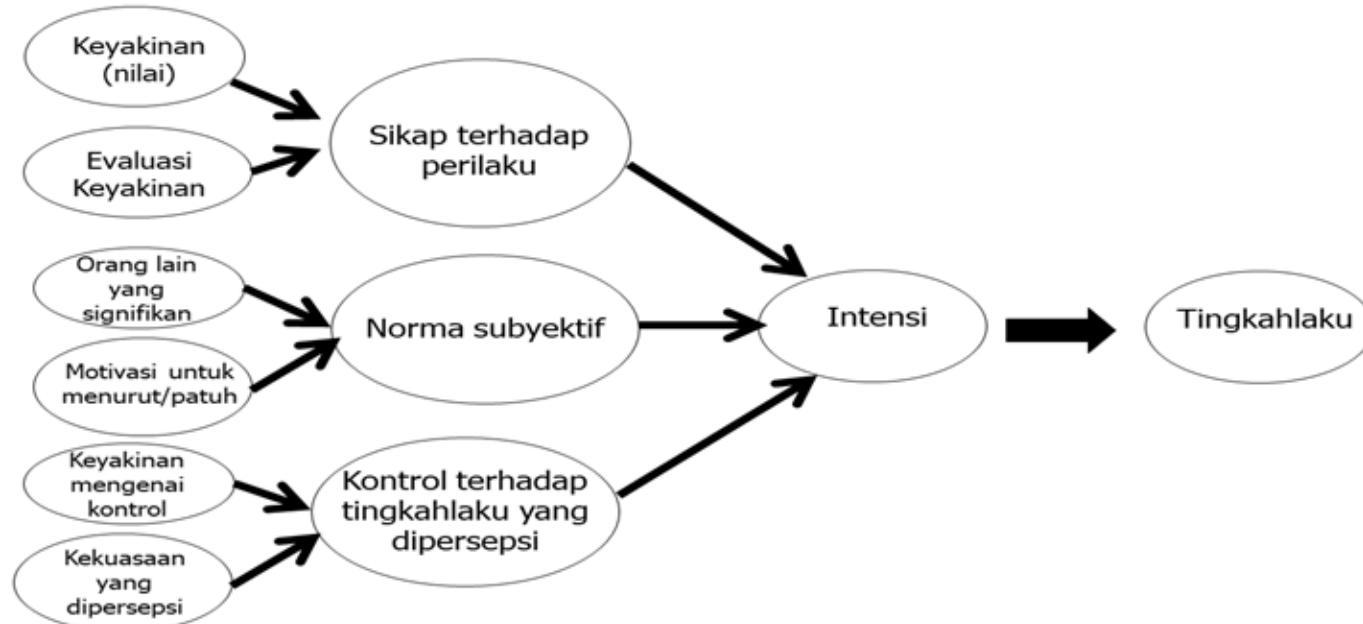 Keyakinan
(nilai)
Evaluasi
Keyakinan
Orang lain
yang
signifikan
Motivasi untuk
menurut/patuh
Keyakinan
mengenai
kontrol
Kekuasaan
yang
dipersepsi
Sikap terhadap
perilaku
Norma subyektif
Kontrol terhadap
tingkahlaku yang
dipersepsi
Intensi
Tingkahlaku